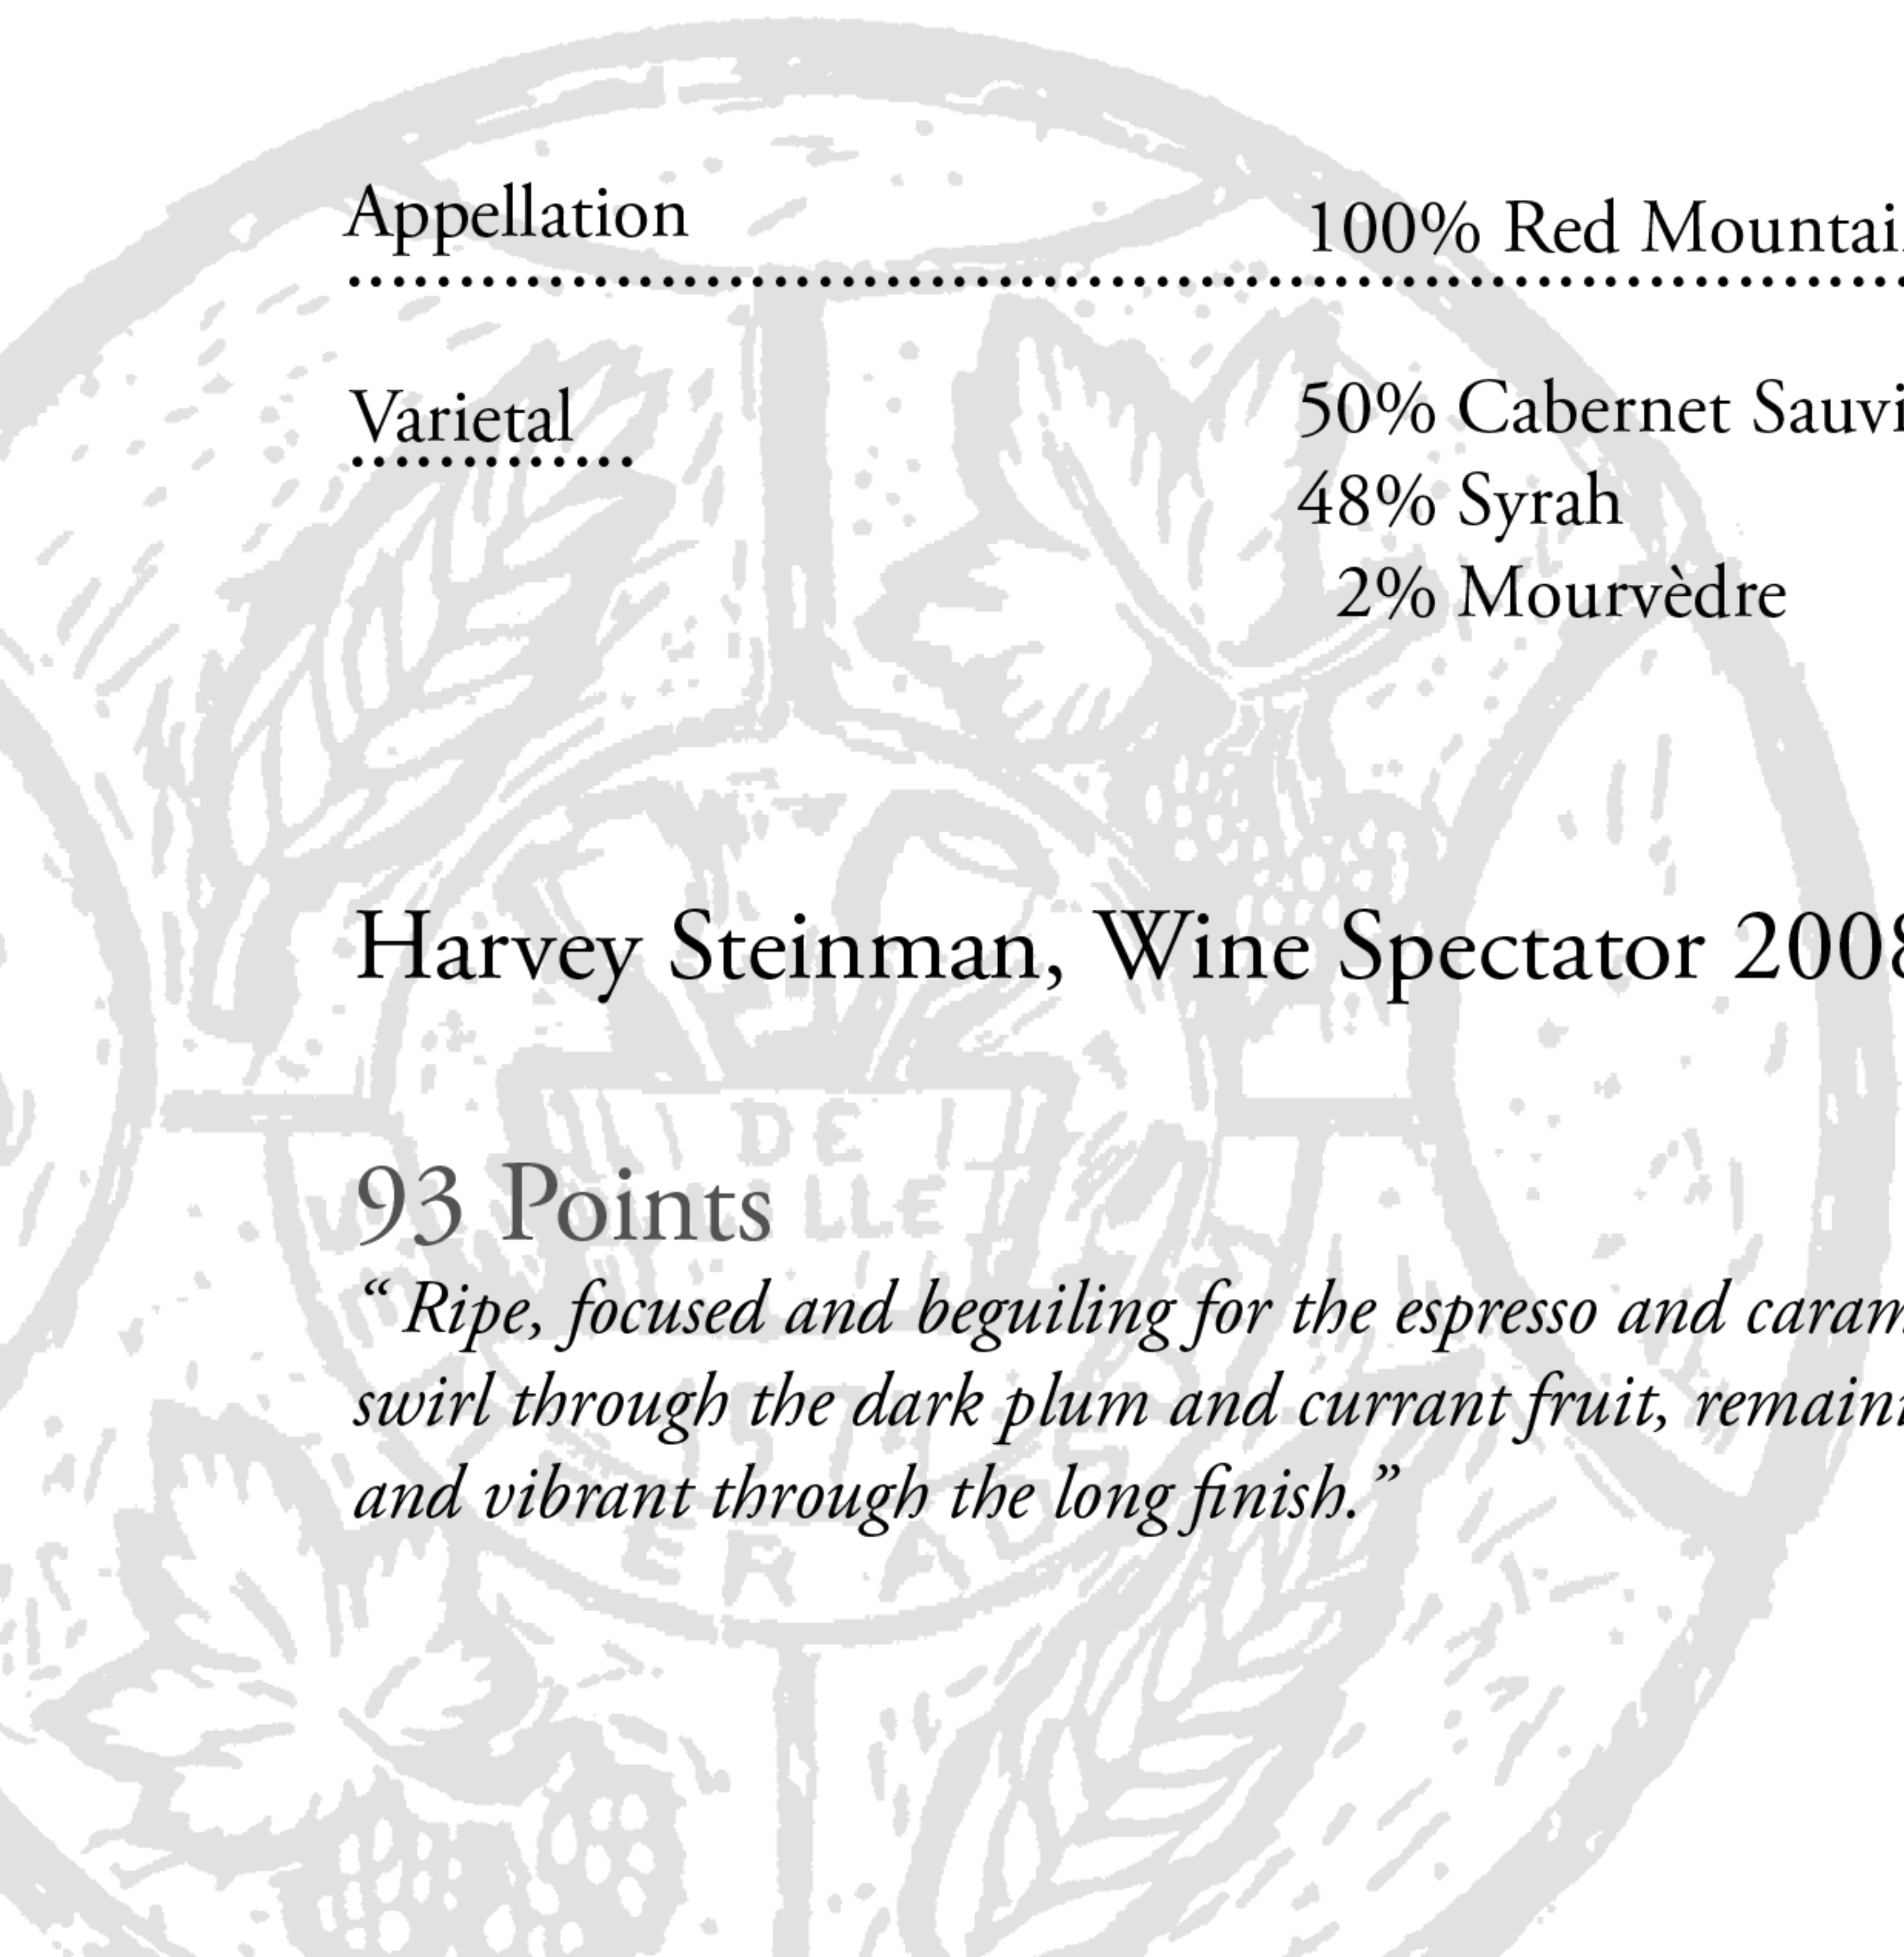 Appellation 100% Red Mountai
Varietal 50% Cabernet Sauvi
48% Syrah
2% Mourvèdre
Harvey Steinman, Wine Spectator 2008
93 Points
“ Ripe, focused and beguiling for the espresso and caram
swirl through the dark plum and currant fruit, remaini
and vibrant through the long finish.”
DE